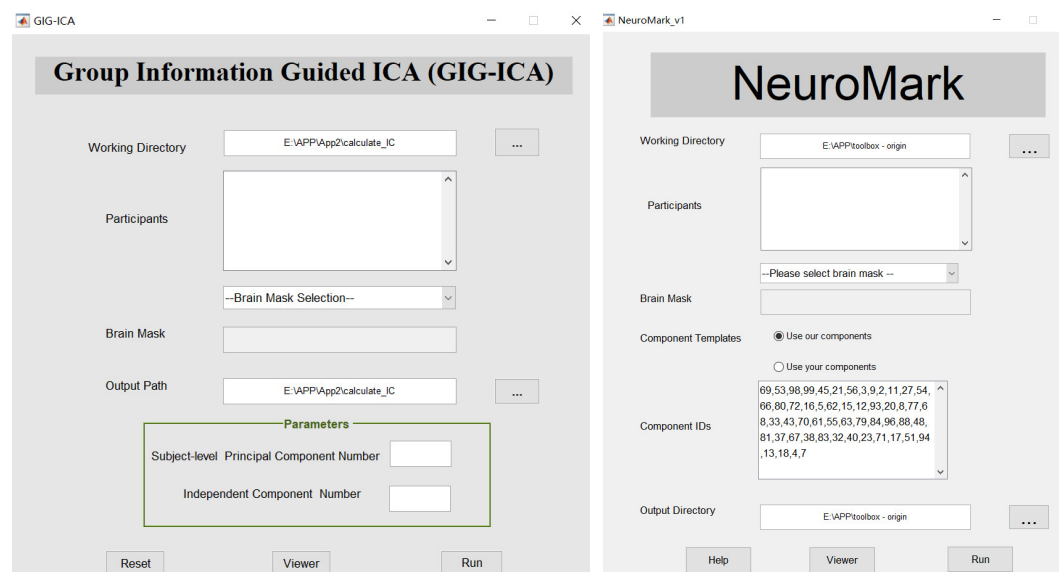 GIG-ICA
Group Information Guided ICA (GIG-ICA)
Working Directory
E:\APP\App2\calculate_IC
...
Participants
--Brain Mask Selection--
Brain Mask
Output Path
E:\APP\App2\calculate_IC
...
Parameters
Subject-level Principal Component Number
Independent Component Number
Reset
Viewer
Run
NeuroMark_v1
NeuroMark
Working Directory
E:\APP\toolbox - origin
...
Participants
--Please select brain mask --
Brain Mask
Component Templates
Use our components
Use your components
Component IDs
69,53,98,99,45,21,56,3,9,2,11,27,54,
66,80,72,16,5,62,15,12,93,20,8,77,6
8,33,43,70,61,55,63,79,84,96,88,48,
81,37,67,38,83,32,40,23,71,17,51,94
,13,18,4,7
Output Directory
E:\APP\toolbox - origin
...
Help
Viewer
Run